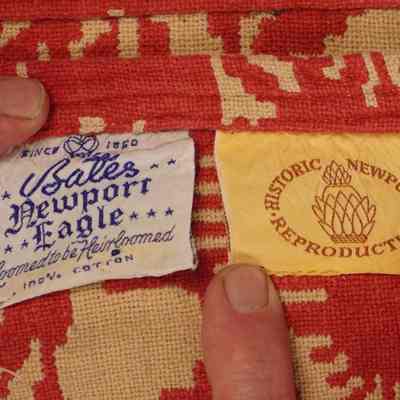 SINCE 1850
Bates
Newport
Eagle
Loomed to be Heirloomed
100% COTTON
HISTORIC NEWPO
REPRODUCTI